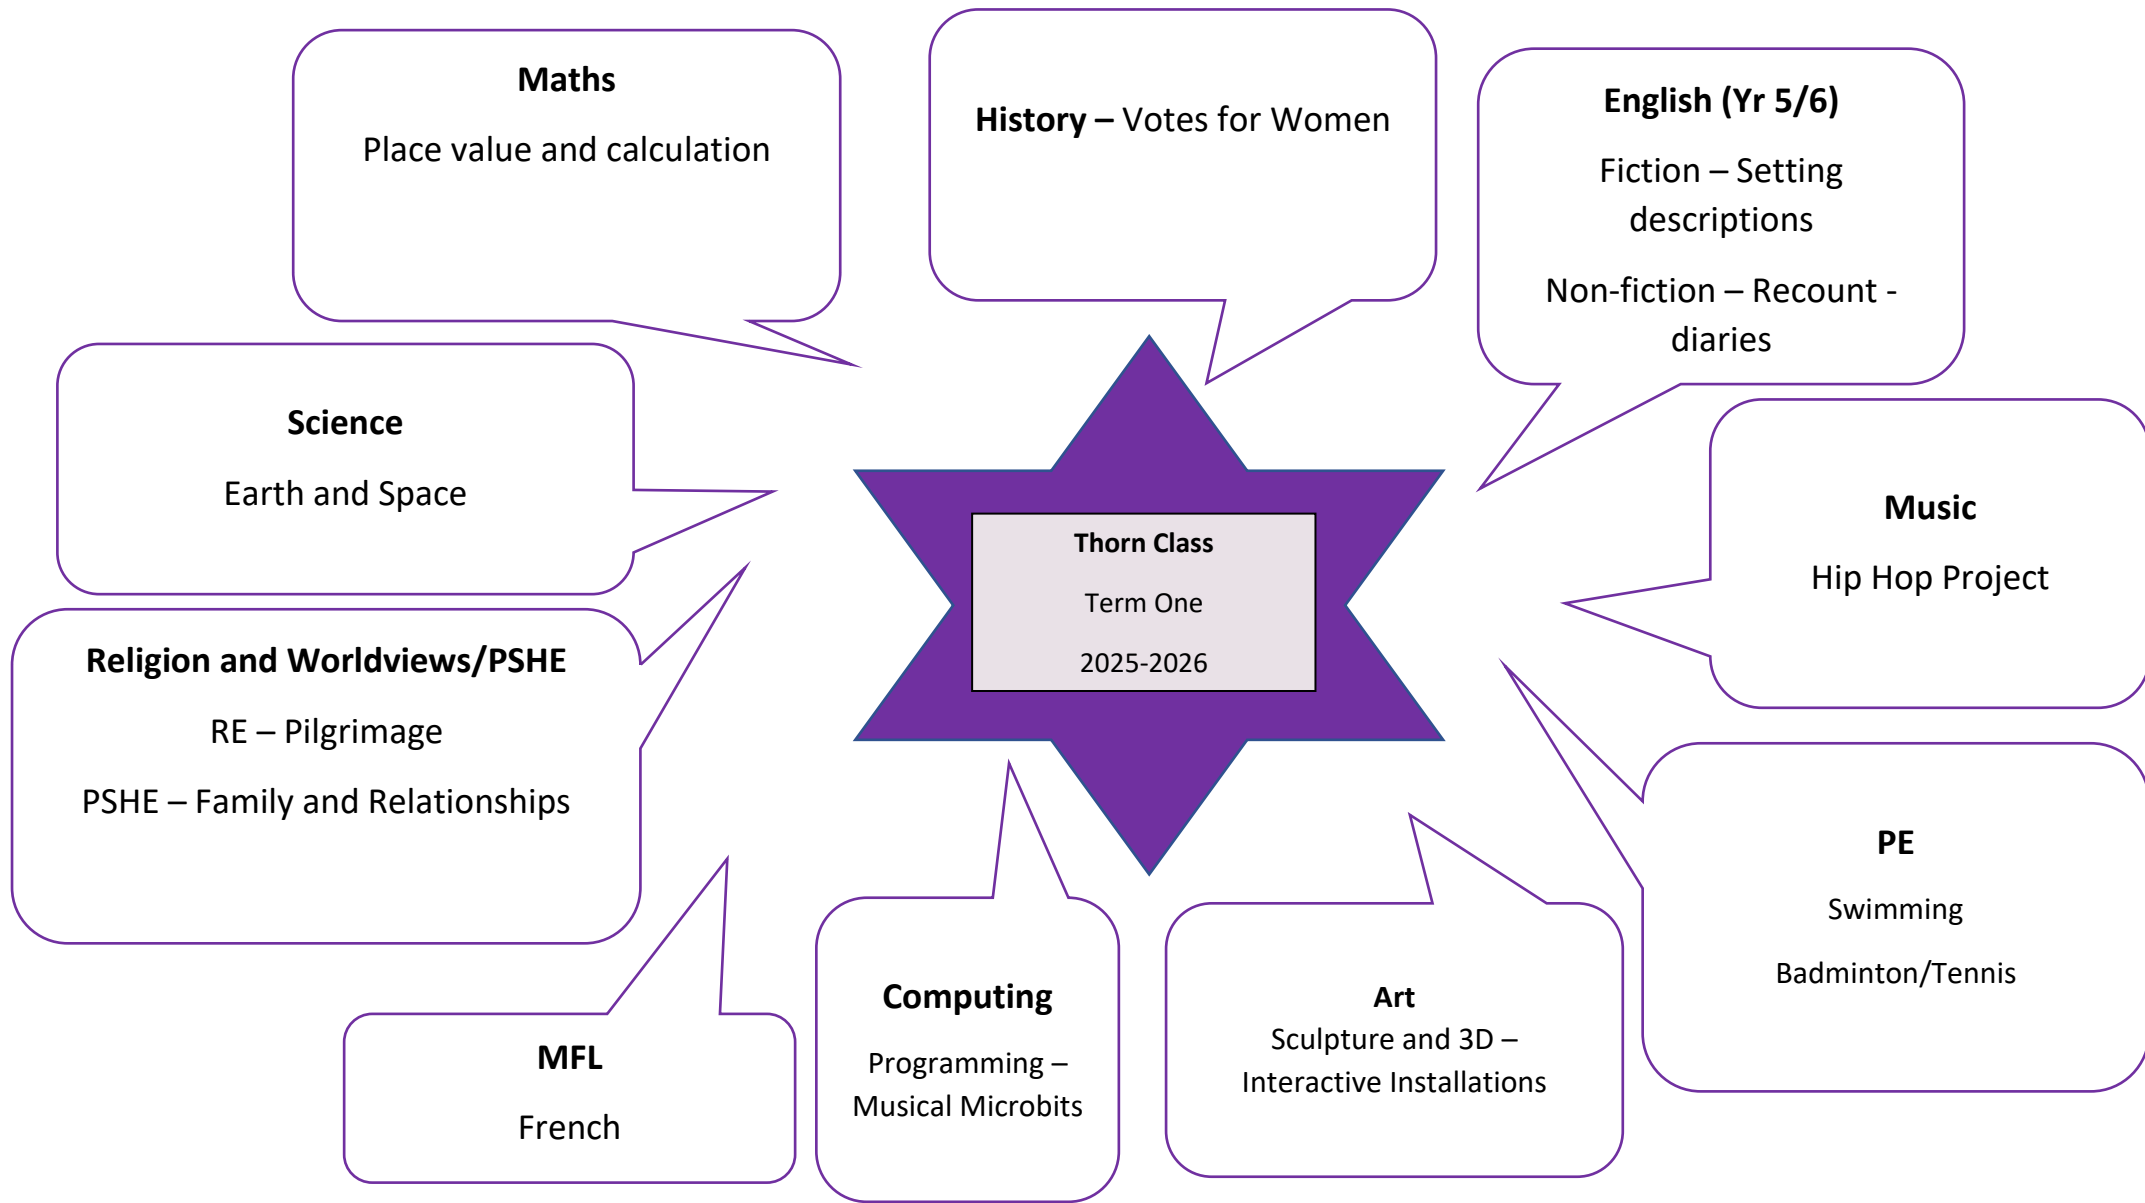 Maths
Place value and calculation
History – Votes for Women
English (Yr 5/6)
Fiction – Setting
descriptions
Non-fiction – Recount -
diaries
Science
Earth and Space
Thorn Class
Term One
2025-2026
Music
Hip Hop Project
Religion and Worldviews/PSHE
RE – Pilgrimage
PSHE – Family and Relationships
PE
Swimming
Badminton/Tennis
MFL
French
Computing
Programming –
Musical Microbits
Art
Sculpture and 3D –
Interactive Installations